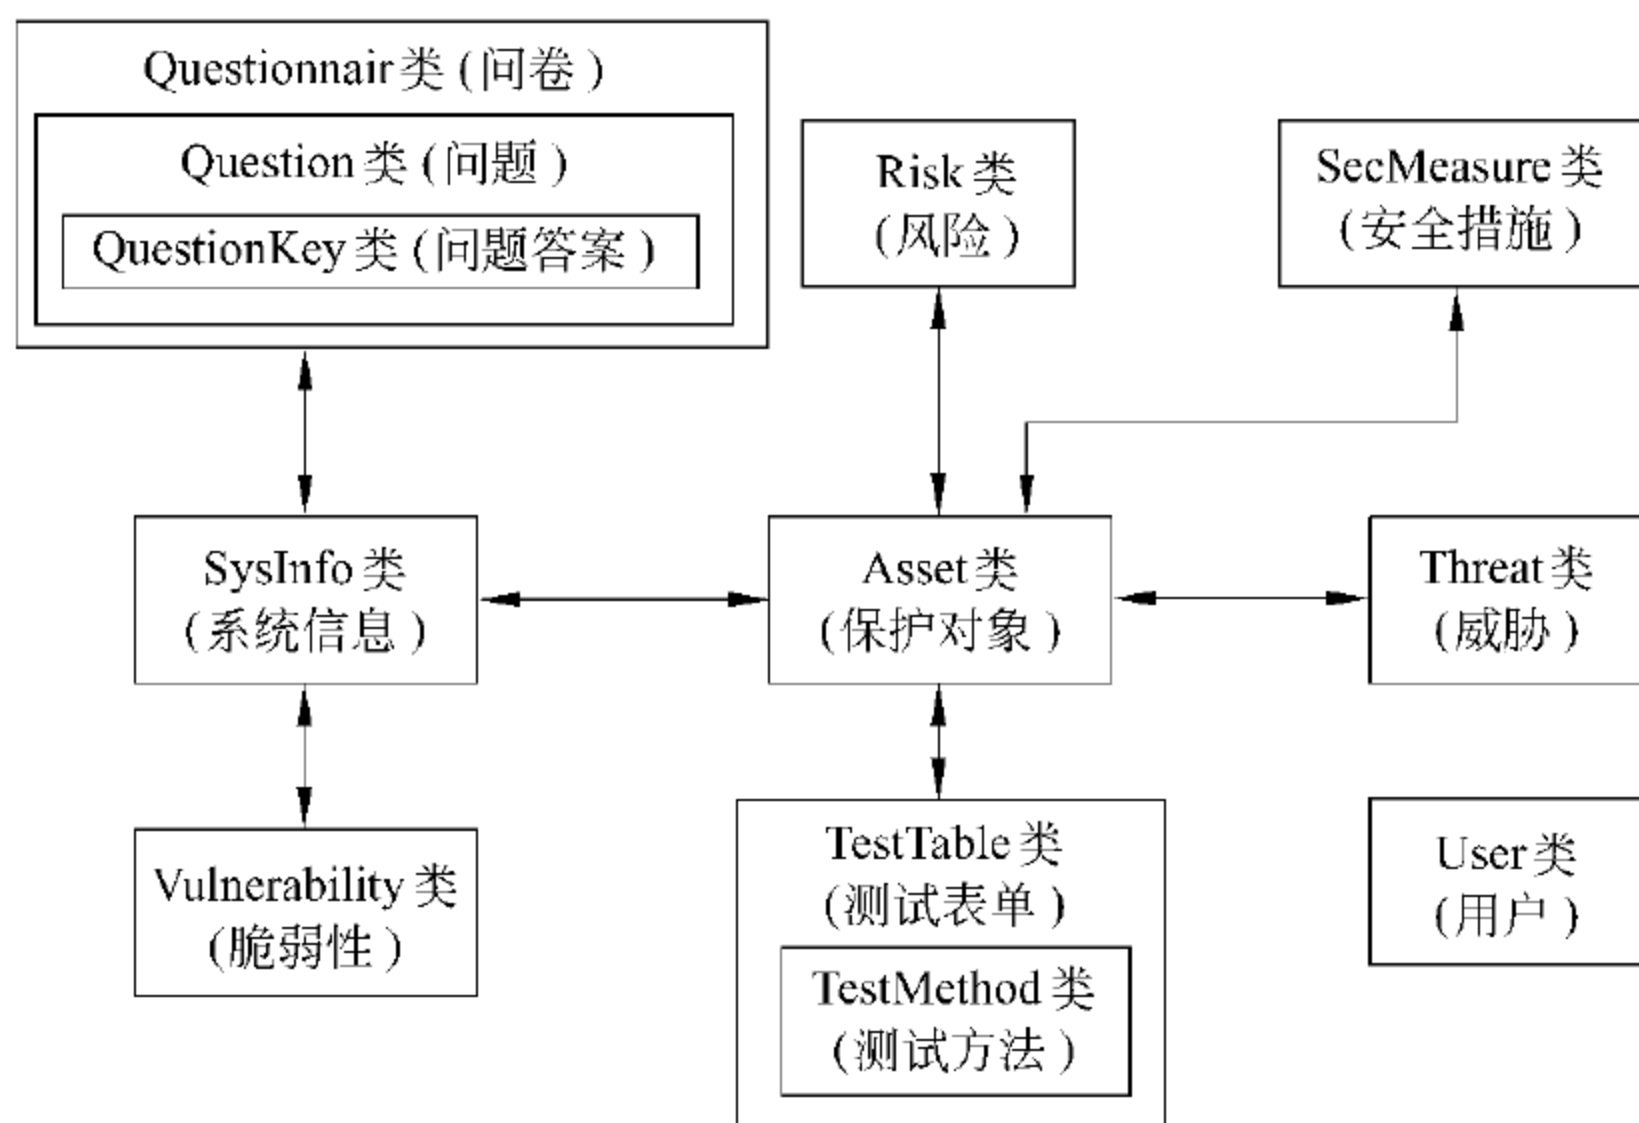 Questionnair类(问卷)
Question类(问题)
QuestionKey类(问题答案)
Risk类
(风险)
SecMeasure类
(安全措施)
SysInfo类
(系统信息)
Asset类
(保护对象)
Threat类
(威胁)
Vulnerability类
(脆弱性)
TestTable类
(测试表单)
TestMethod类
(测试方法)
User类
(用户)